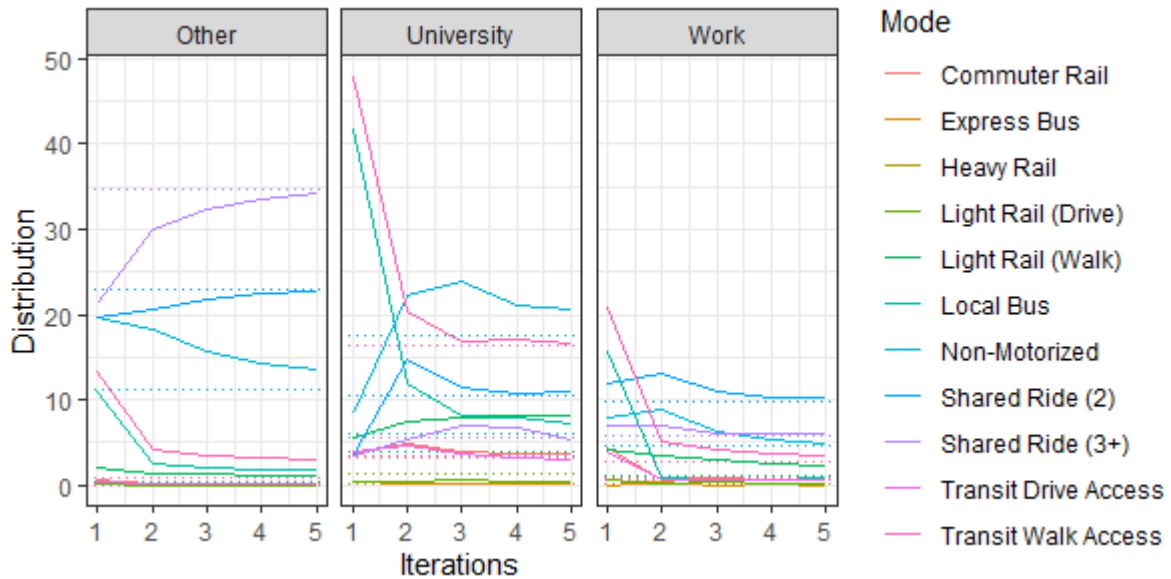 Other University Work
50
40
30
20
10
0
Distribution
1 2 3 4 5 1 2 3 4 5 1 2 3 4 5
Iterations
Mode
Commuter Rail
Express Bus
Heavy Rail
Light Rail (Drive)
Light Rail (Walk)
Local Bus
Non-Motorized
Shared Ride (2)
Shared Ride (3+)
Transit Drive Access
Transit Walk Access